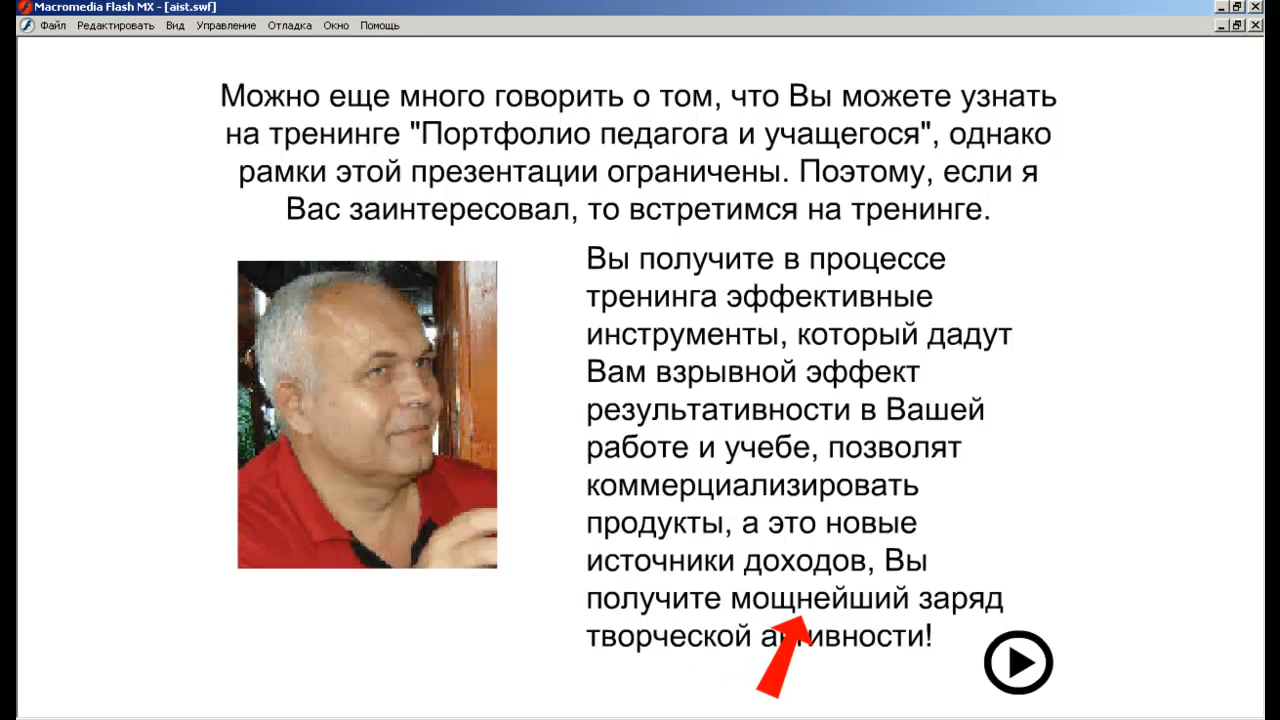 Macromedia Flash MX - [aist.swf]
Файл Редактировать Вид Управление Отладка Окно Помощь
Можно еще много говорить о том, что Вы можете узнать
на тренинге "Портфолио педагога и учащегося", однако
рамки этой презентации ограничены. Поэтому, если я
Вас заинтересовал, то встретимся на тренинге.
Вы получите в процессе
тренинга эффективные
инструменты, который дадут
Вам взрывной эффект
результативности в Вашей
работе и учебе, позволят
коммерциализировать
продукты, а это новые
источники доходов, Вы
получите мощнейший заряд
творческой активности!